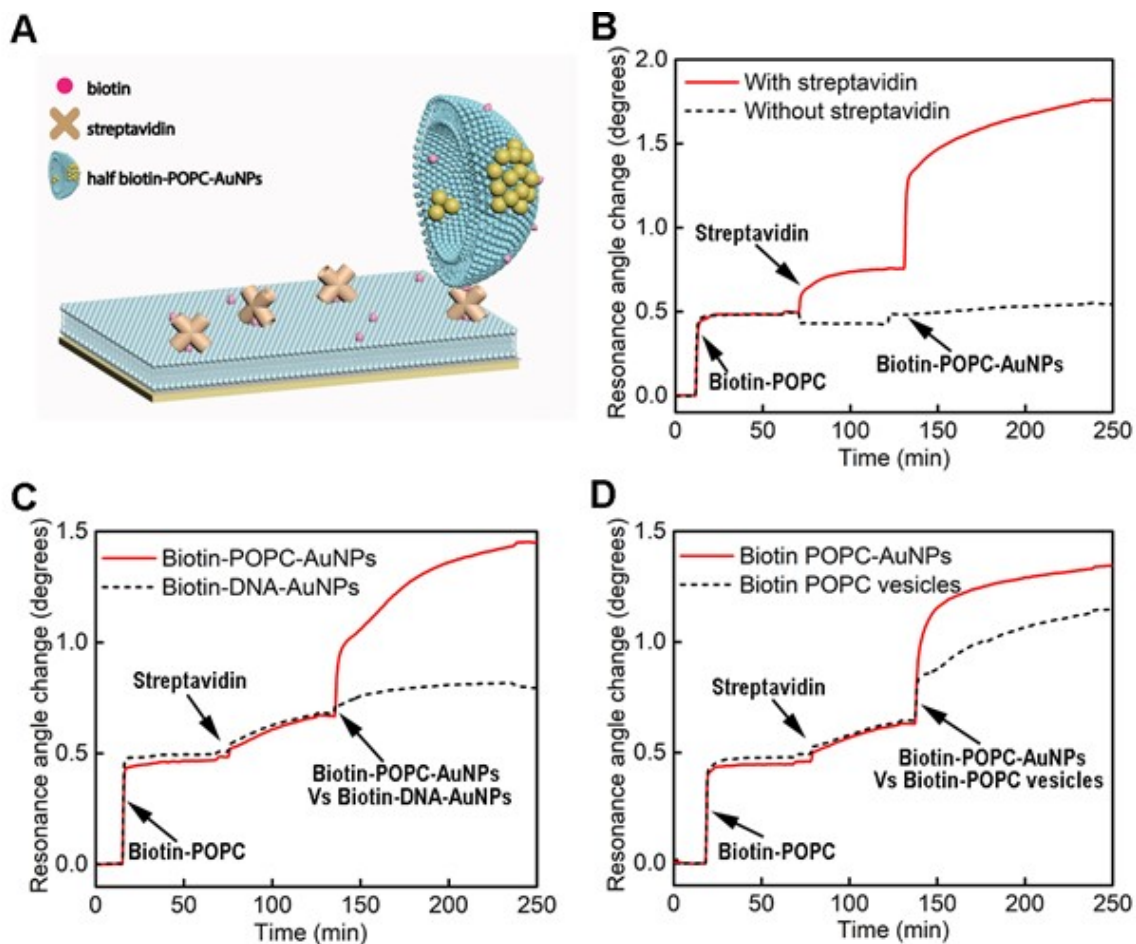 A
biotin
streptavidin
half biotin-POPC-AuNPs
B
Resonance angle change (degrees)
2.0
1.5
1.0
0.5
0.0
With streptavidin
Without streptavidin
Streptavidin
Biotin-POPC
Biotin-POPC-AuNPs
0 50 100 150 200 250
Time (min)
C
Resonance angle change (degrees)
1.5
1.0
0.5
0.0
Biotin-POPC-AuNPs
Biotin-DNA-AuNPs
Streptavidin
Biotin-POPC-AuNPs
Vs Biotin-DNA-AuNPs
Biotin-POPC
0 50 100 150 200 250
Time (min)
D
Resonance angle change (degrees)
1.5
1.0
0.5
0.0
Biotin POPC-AuNPs
Biotin POPC vesicles
Streptavidin
Biotin-POPC-AuNPs
Vs Biotin-POPC vesicles
Biotin-POPC
0 50 100 150 200 250
Time (min)